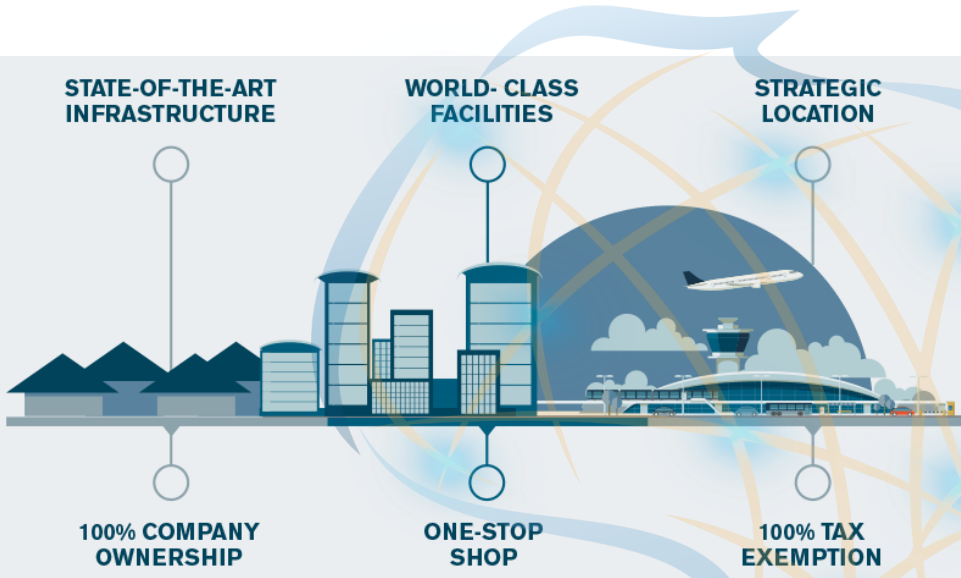 STATE-OF-THE-ART
INFRASTRUCTURE
WORLD- CLASS
FACILITIES
STRATEGIC
LOCATION
100% COMPANY
OWNERSHIP
ONE-STOP
SHOP
100% TAX
EXEMPTION